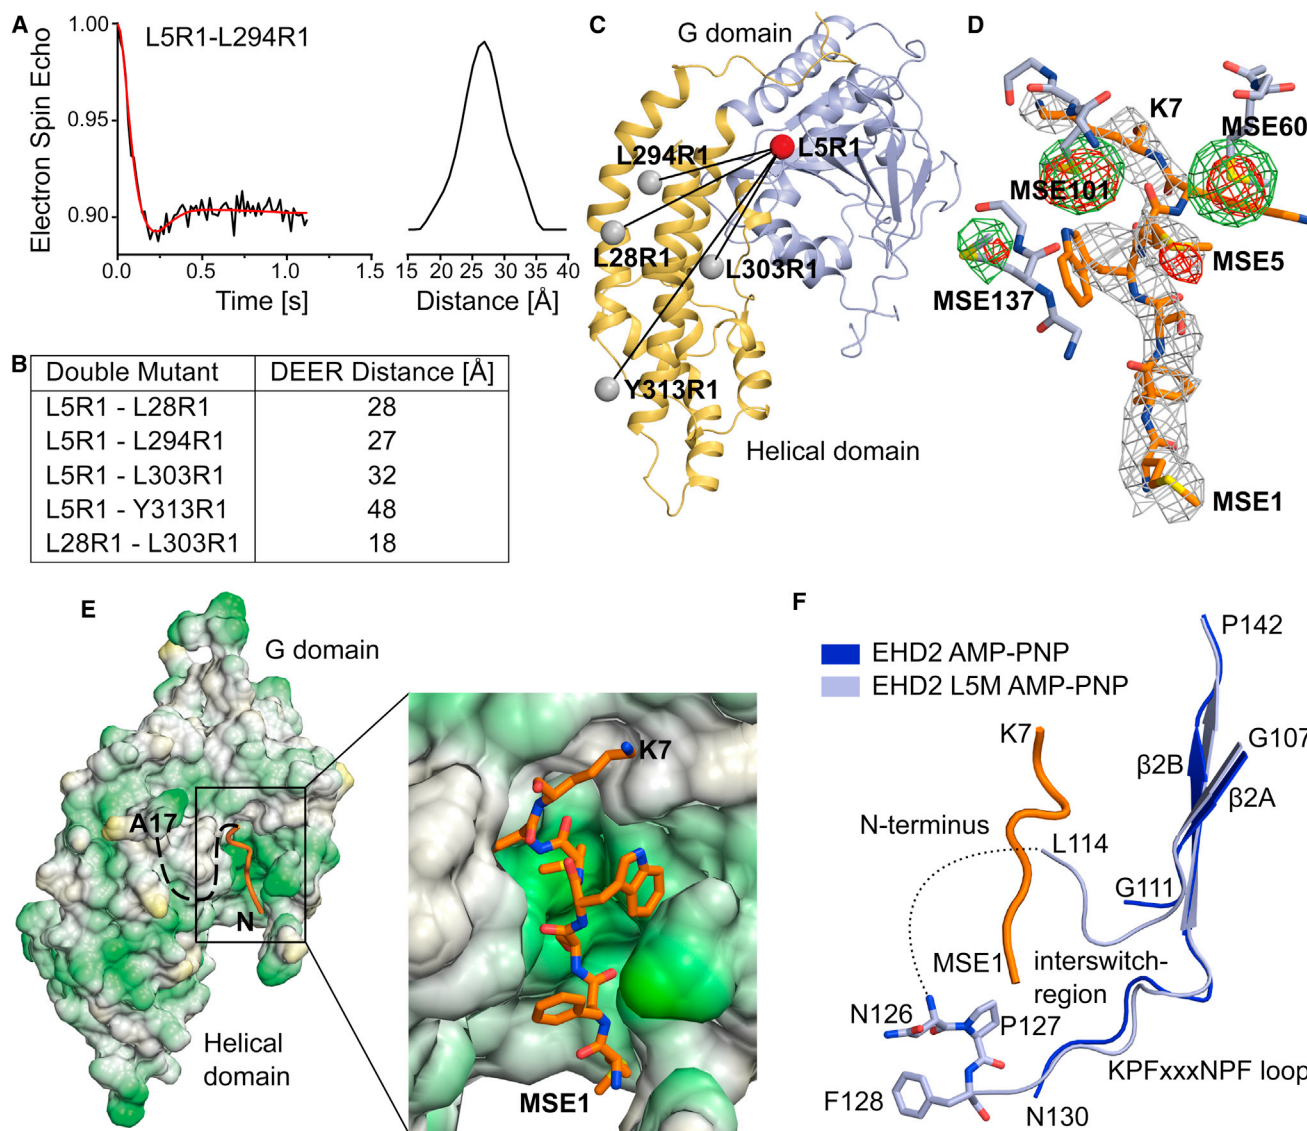 A
L5R1-L294R1
Electron Spin Echo
1.00
0.95
0.90
0.0 0.5 1.0 1.5
Time [s]
15 20 25 30 35 40
Distance [Å]
B
Double Mutant DEER Distance [Å]
L5R1 - L28R1 28
L5R1 - L294R1 27
L5R1 - L303R1 32
L5R1 - Y313R1 48
L28R1 - L303R1 18
C
G domain
L294R1
L5R1
L28R1
L303R1
Y313R1
Helical domain
D
K7
MSE60
MSE101
MSE5
MSE137
MSE1
E
G domain
A17
N
Helical
domain
K7
MSE1
F
EHD2 AMP-PNP
EHD2 L5M AMP-PNP
P142
K7
G107
β2B
β2A
N-terminus
L114
G111
MSE1
interswitch-
region
N126
P127
KPFxxxNPF loop
F128
N130